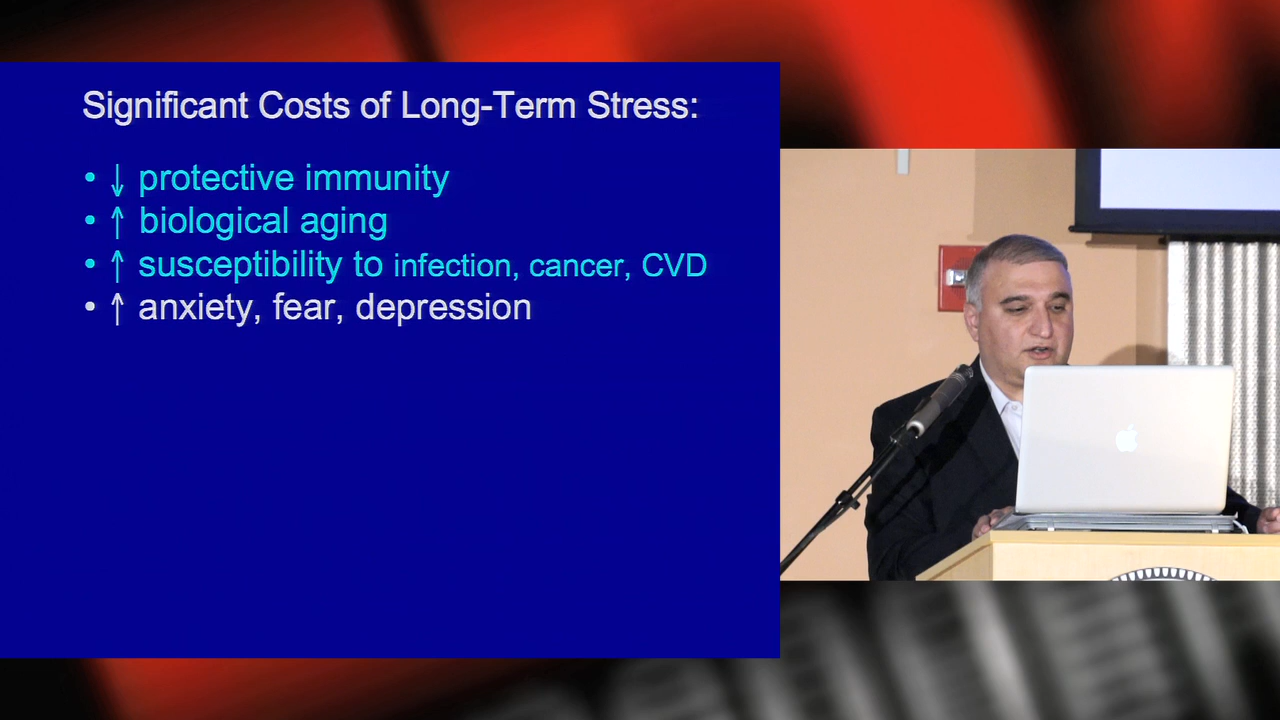 Significant Costs of Long-Term Stress:
• ↓ protective immunity
• ↑ biological aging
• ↑ susceptibility to infection, cancer, CVD
• ↑ anxiety, fear, depression